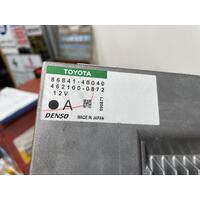 TOYOTA
86841-48040
462100-0872
12V
A
DENSO
MADE IN JAPAN